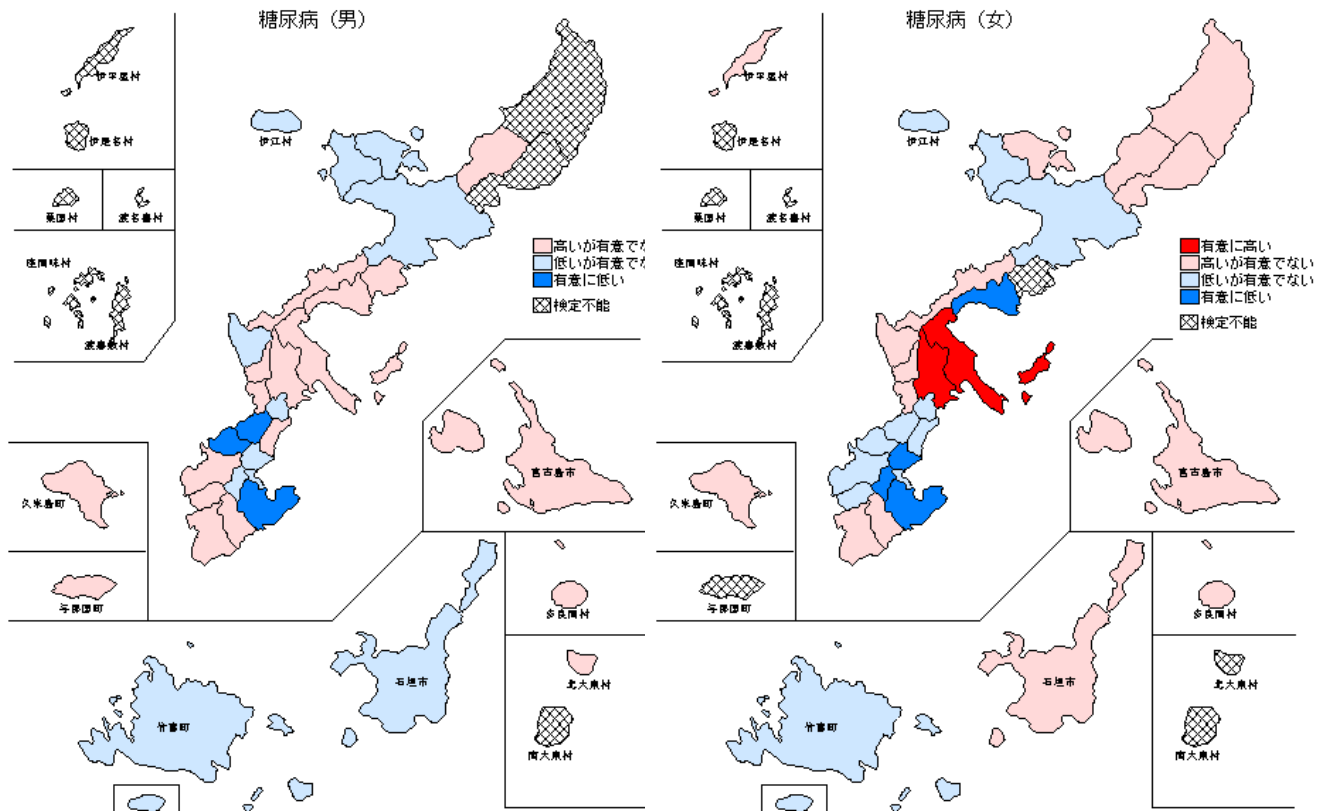 糖尿病（男）
伊平屋村
伊是名村
伊江村
粟国村
渡名喜村
座間味村
渡嘉敷村
高いが有意でな
低いが有意でな
有意に低い
検定不能
久米島町
与那国町
宮古島市
多良間村
北大東村
南大東村
石垣市
竹富町
糖尿病（女）
伊平屋村
伊是名村
伊江村
粟国村
渡名喜村
座間味村
渡嘉敷村
有意に高い
高いが有意でない
低いが有意でない
有意に低い
検定不能
久米島町
与那国町
宮古島市
多良間村
北大東村
南大東村
石垣市
竹富町